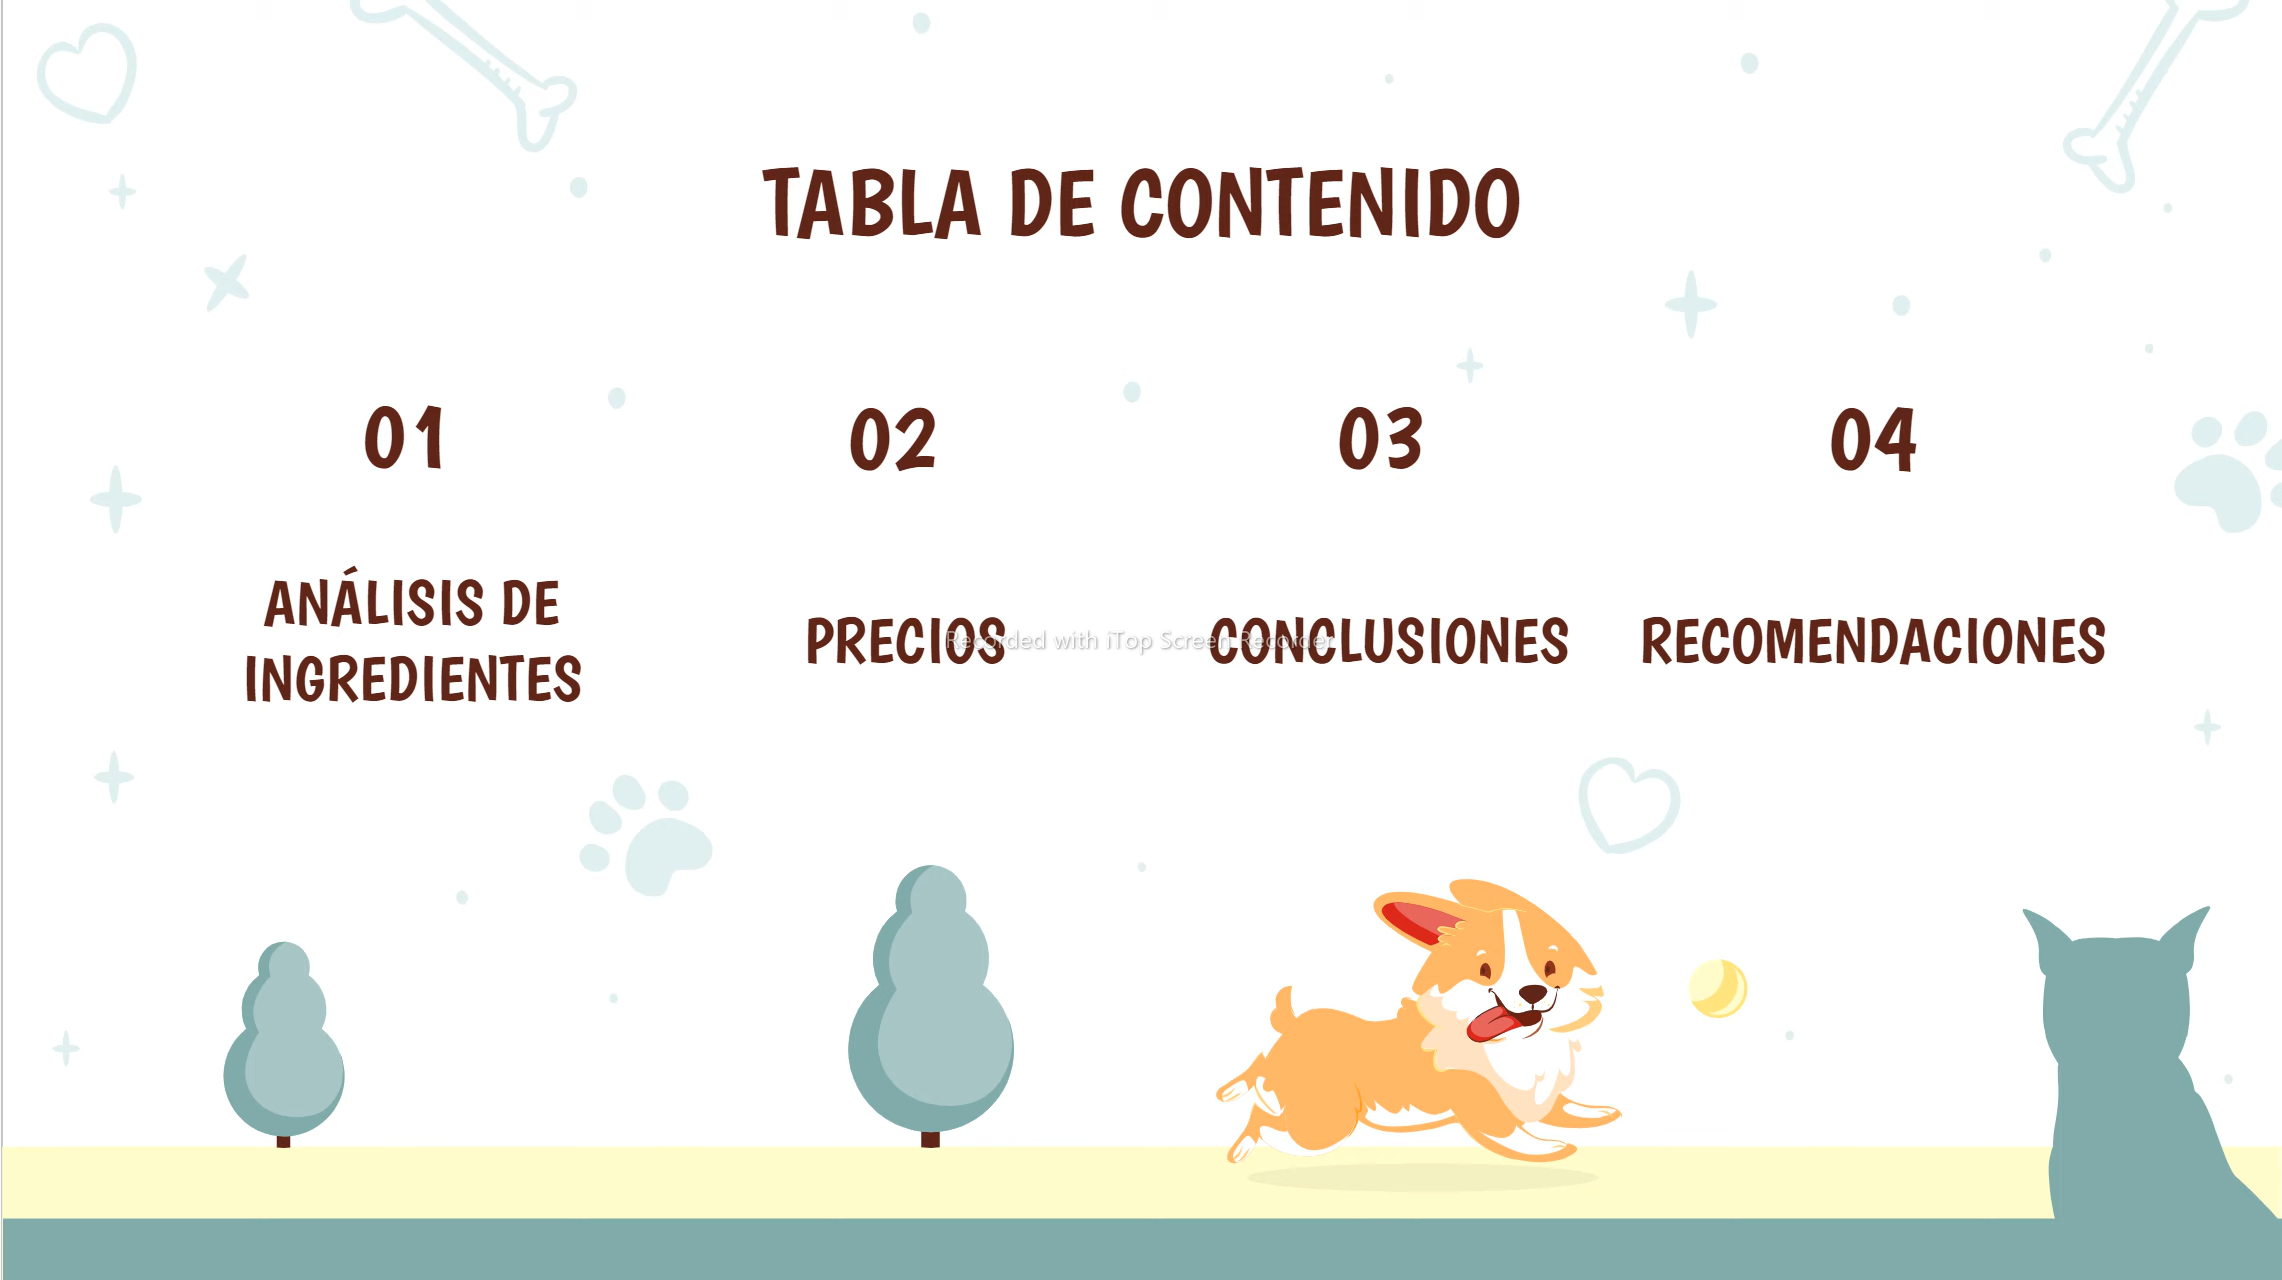 TABLA DE CONTENIDO
01
02
03
04
ANÁLISIS DE
INGREDIENTES
PRECIOS
CONCLUSIONES
RECOMENDACIONES
Recorded with iTop Screen Recorder